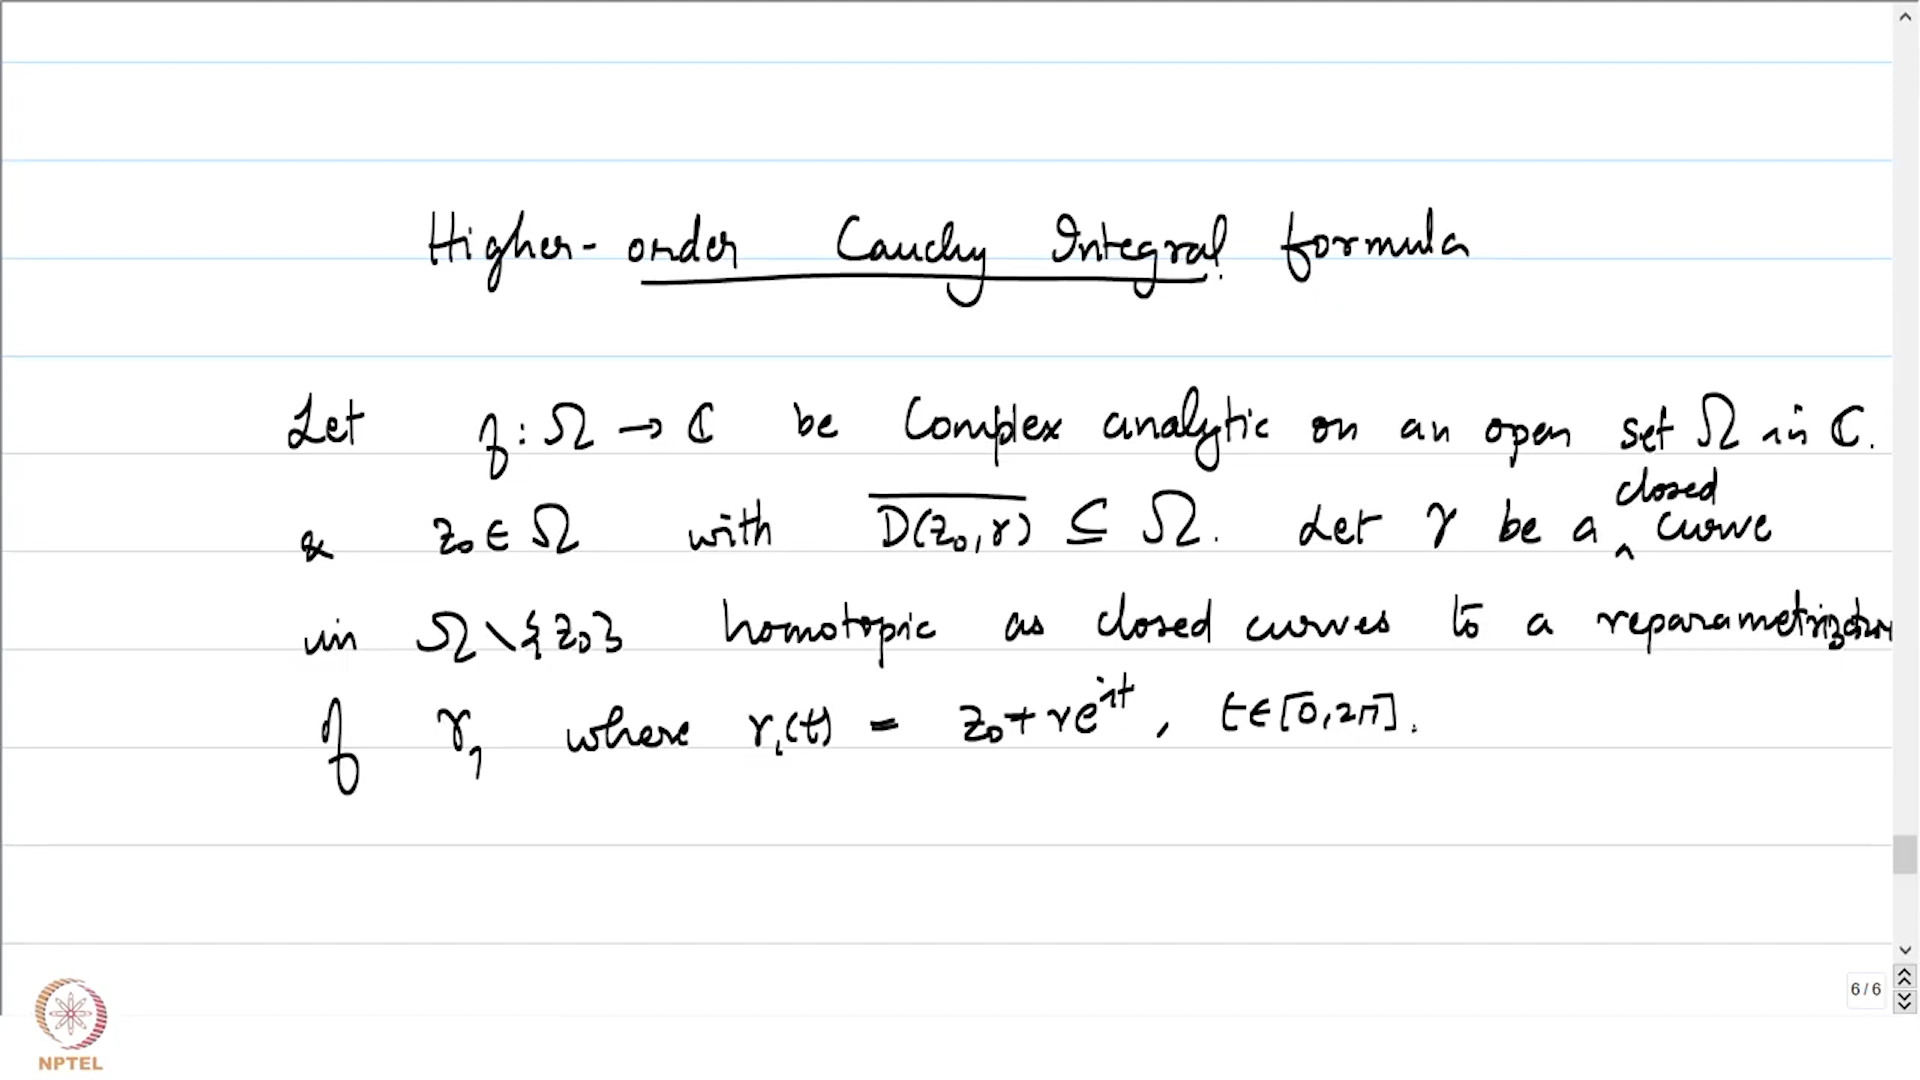 Higher-order Cauchy Integral formula
Let f: Ω → ℂ be Complex analytic on an open set Ω in ℂ.
& z₀ ∈ Ω with \overline{D(z₀,r)} ⊆ Ω. Let γ be a ‸closed curve
in Ω \ {z₀} homotopic as closed curves to a reparametrization
of γ₁ where γ₁(t) = z₀ + re^{it}, t ∈ [0,2π].
6 / 6
NPTEL